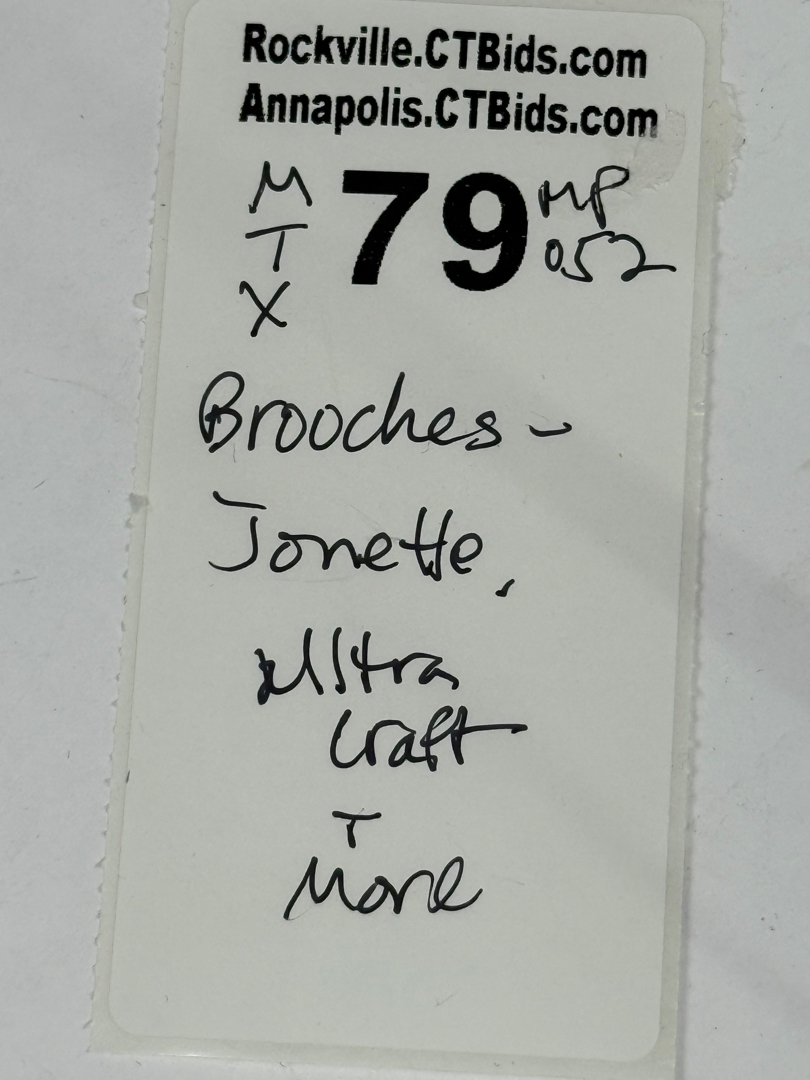 Rockville.CTBids.com
Annapolis.CTBids.com
M
T
X
79
MP
052
Brooches -
Jonette,
Ultra
Craft
+
More